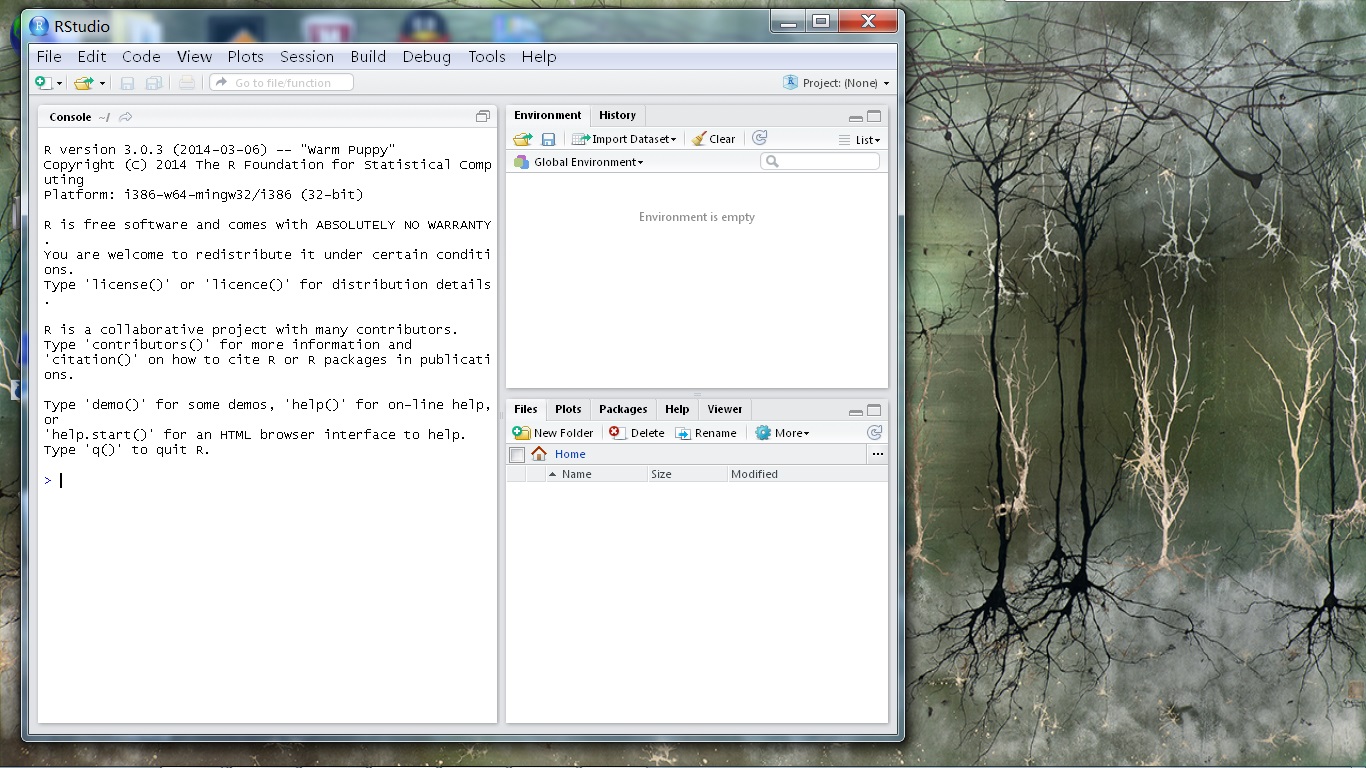 RStudio
File Edit Code View Plots Session Build Debug Tools Help
Go to file/function
Project: (None)
Console ~/
R version 3.0.3 (2014-03-06) -- "Warm Puppy"
Copyright (C) 2014 The R Foundation for Statistical Comp
uting
Platform: i386-w64-mingw32/i386 (32-bit)
R is free software and comes with ABSOLUTELY NO WARRANTY
.
You are welcome to redistribute it under certain conditi
ons.
Type 'license()' or 'licence()' for distribution details
.
R is a collaborative project with many contributors.
Type 'contributors()' for more information and
'citation()' on how to cite R or R packages in publicati
ons.
Type 'demo()' for some demos, 'help()' for on-line help,
or
'help.start()' for an HTML browser interface to help.
Type 'q()' to quit R.
>
Environment History
Import Dataset Clear List
Global Environment
Environment is empty
Files Plots Packages Help Viewer
New Folder Delete Rename More
Home ...
Name Size Modified